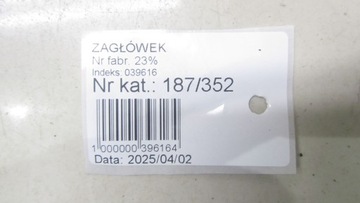 ZAGŁÓWEK
Nr fabr. 23%
Indeks: 039616
Nr kat.: 187/352
1 000000 396164
Data: 2025/04/02